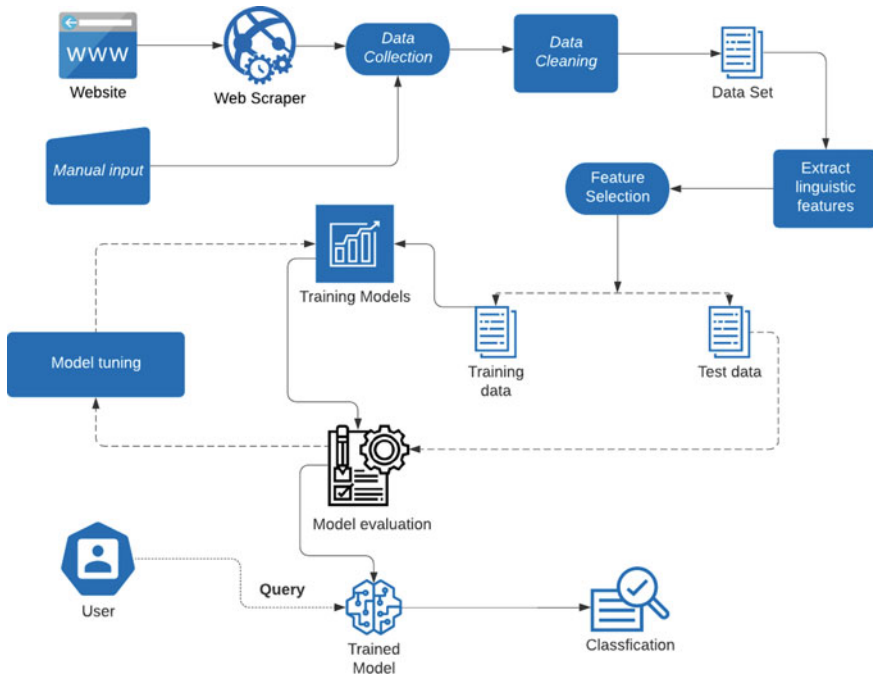 WWW
Website
Web Scraper
Data
Collection
Data
Cleaning
Data Set
Manual input
Feature
Selection
Extract
linguistic
features
Training Models
Training
data
Test data
Model tuning
Model evaluation
User
Query
Trained
Model
Classfication